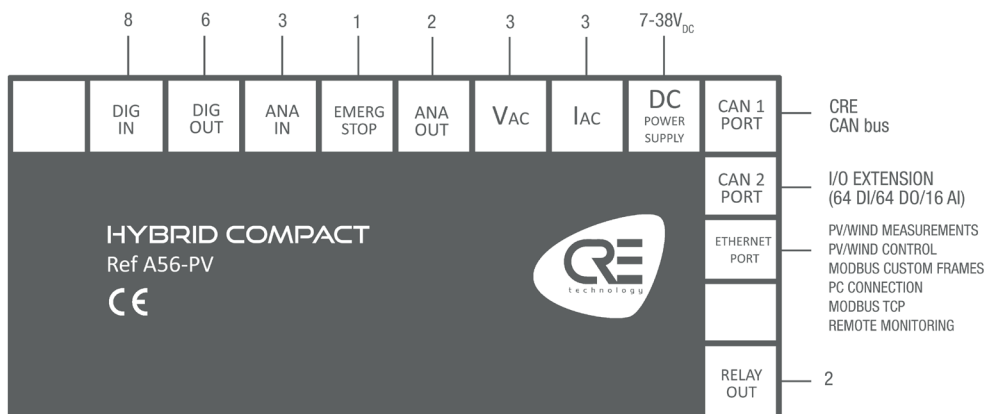 8
6
3
1
2
3
3
7-38VDC
DIG
IN
DIG
OUT
ANA
IN
EMERG
STOP
ANA
OUT
VAC
IAC
DC
POWER
SUPPLY
CAN 1
PORT
CRE
CAN bus
CAN 2
PORT
I/O EXTENSION
(64 DI/64 DO/16 AI)
ETHERNET
PORT
PV/WIND MEASUREMENTS
PV/WIND CONTROL
MODBUS CUSTOM FRAMES
PC CONNECTION
MODBUS TCP
REMOTE MONITORING
HYBRID COMPACT
Ref A56-PV
CE
CRE
technology
RELAY
OUT
2